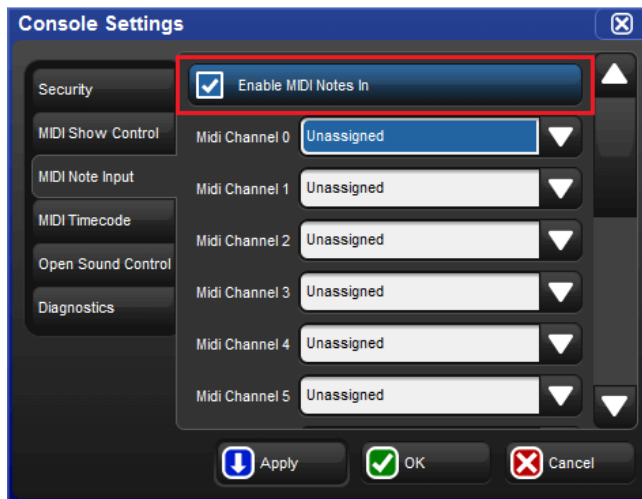 Console Settings
Security
MIDI Show Control
MIDI Note Input
MIDI Timecode
Open Sound Control
Diagnostics
Enable MIDI Notes In
Midi Channel 0 Unassigned
Midi Channel 1 Unassigned
Midi Channel 2 Unassigned
Midi Channel 3 Unassigned
Midi Channel 4 Unassigned
Midi Channel 5 Unassigned
Apply OK Cancel